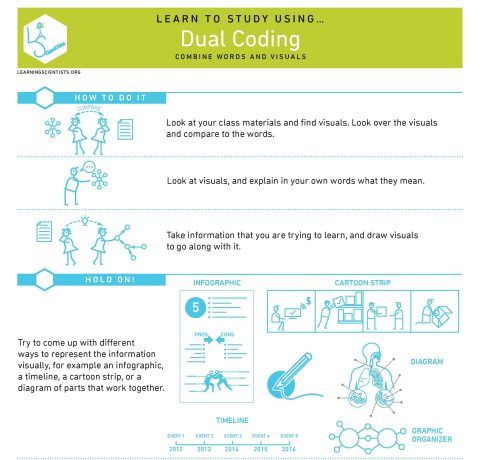 LEARN TO STUDY USING...
Dual Coding
COMBINE WORDS AND VISUALS
LEARNINGSCIENTISTS.ORG
HOW TO DO IT
COMPARE
Look at your class materials and find visuals. Look over the visuals
and compare to the words.
Look at visuals, and explain in your own words what they mean.
Take information that you are trying to learn, and draw visuals
to go along with it.
HOLD ON!
Try to come up with different
ways to represent the information
visually, for example an infographic,
a timeline, a cartoon strip, or a
diagram of parts that work together.
INFOGRAPHIC
5
PROS
CONS
CARTOON STRIP
$
DIAGRAM
TIMELINE
EVENT 1 EVENT 2 EVENT 3 EVENT 4 EVENT 5
2012 2013 2014 2015 2016
GRAPHIC
ORGANIZER